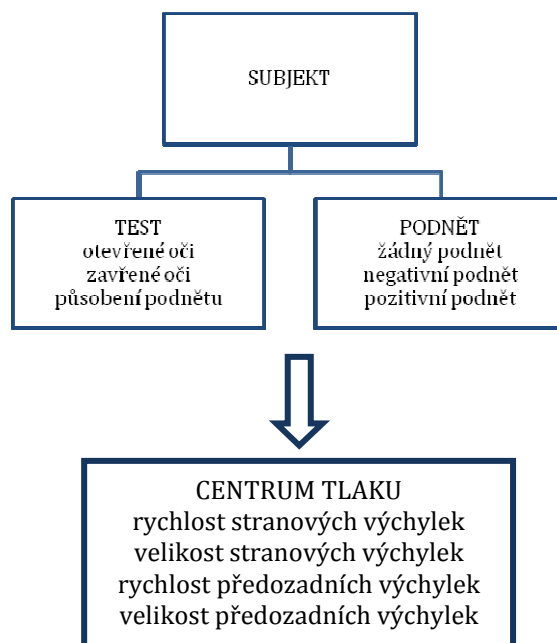 SUBJEKT
TEST
otevřené oči
zavřené oči
působení podnětu
PODNĚT
žádný podnět
negativní podnět
pozitivní podnět
CENTRUM TLAKU
rychlost stranových výchylek
velikost stranových výchylek
rychlost předozadních výchylek
velikost předozadních výchylek